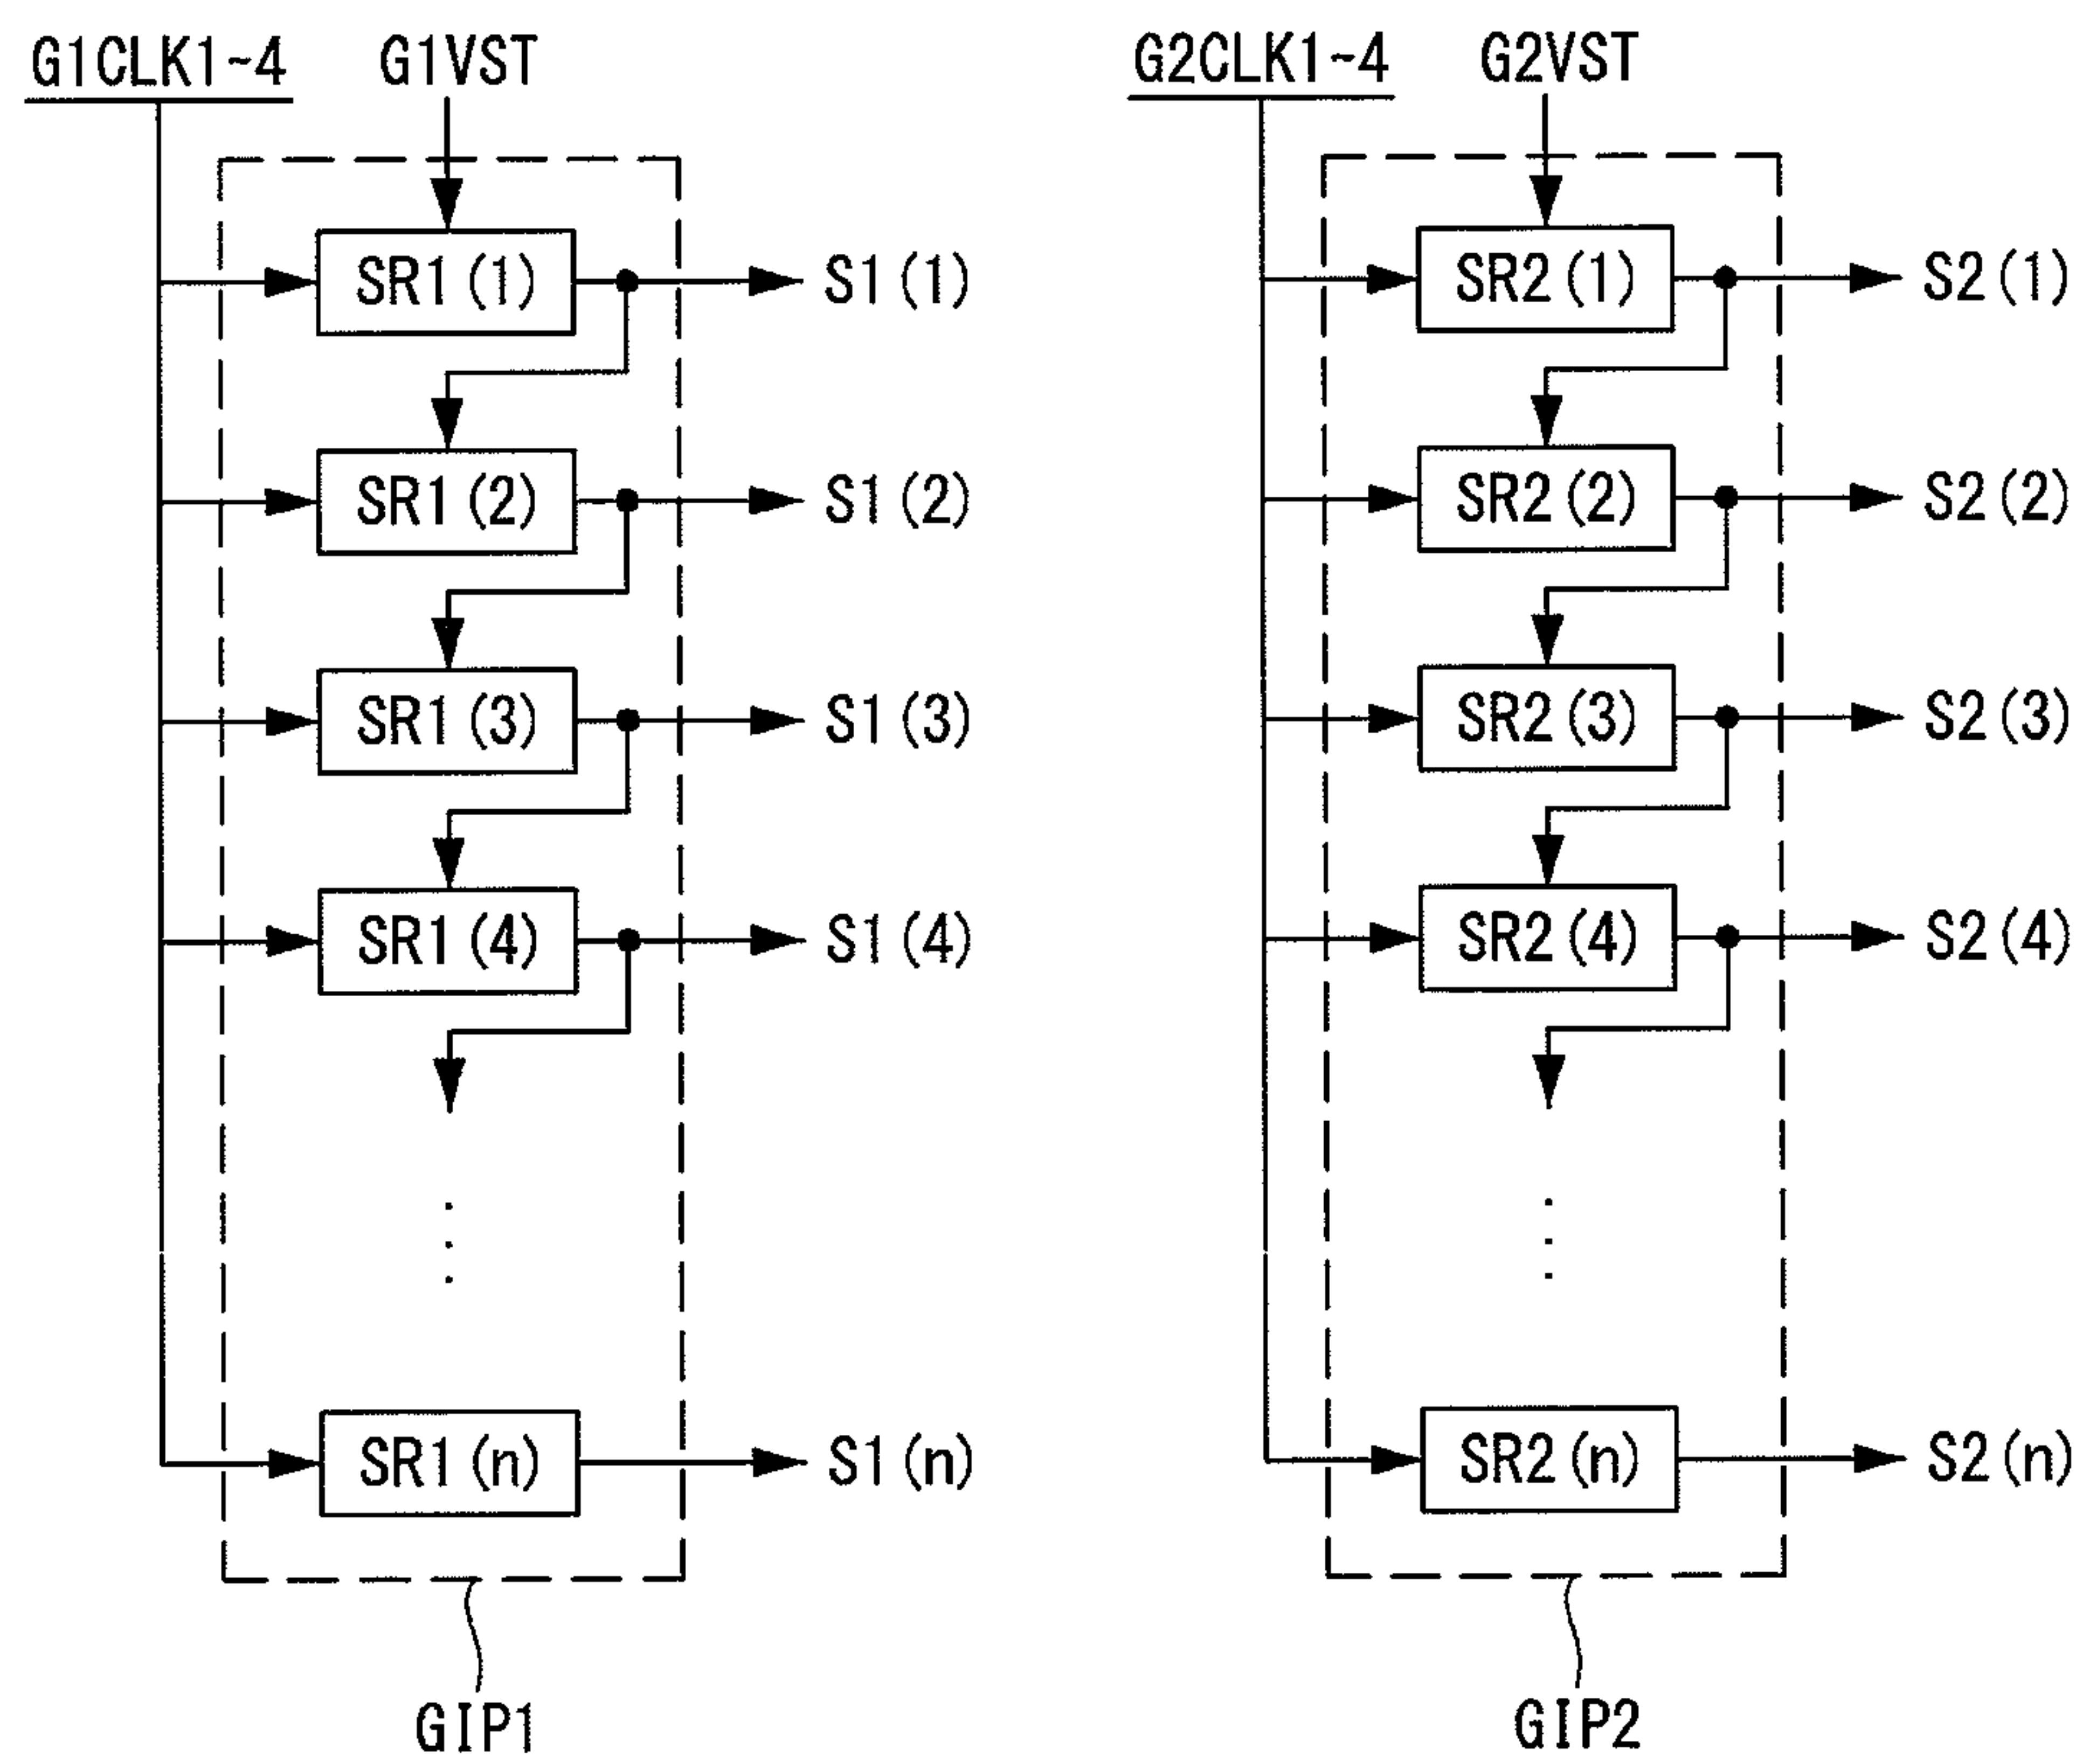 G1CLK1~4
G1VST
SR1(1)
S1(1)
SR1(2)
S1(2)
SR1(3)
S1(3)
SR1(4)
S1(4)
SR1(n)
S1(n)
GIP1
G2CLK1~4
G2VST
SR2(1)
S2(1)
SR2(2)
S2(2)
SR2(3)
S2(3)
SR2(4)
S2(4)
SR2(n)
S2(n)
GIP2